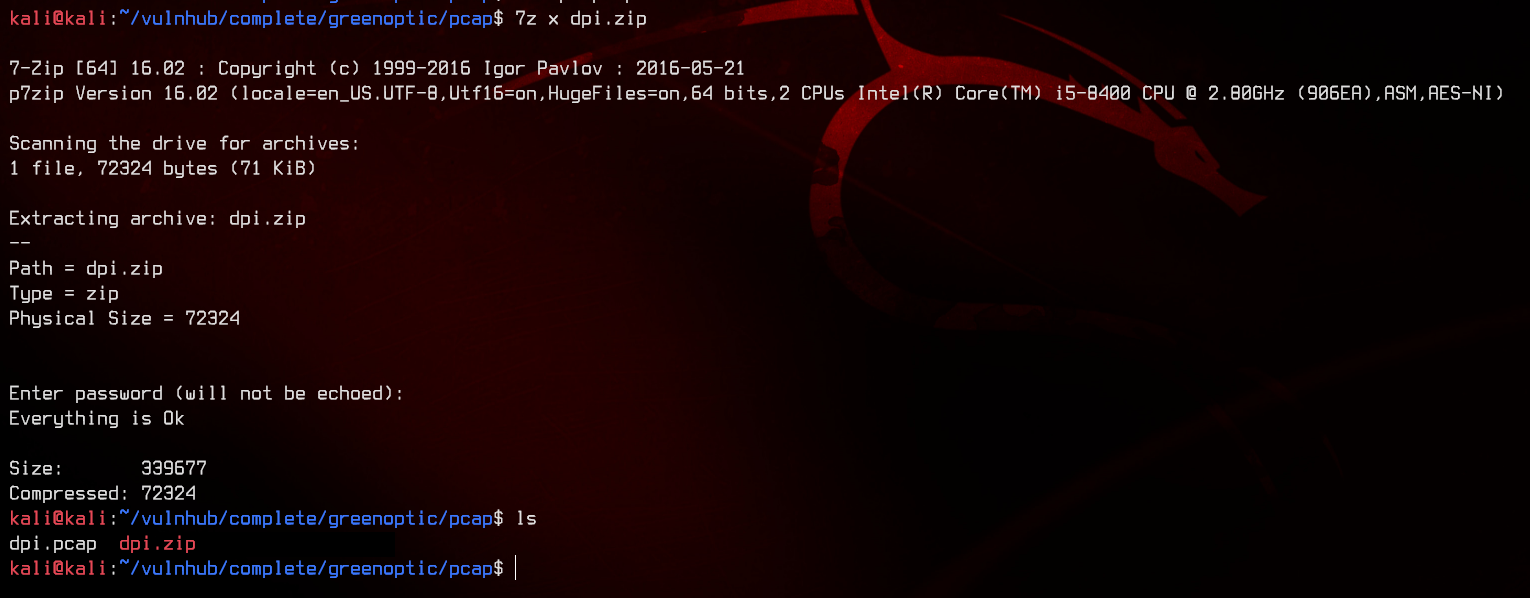 kali@kali:~/vulnhub/complete/greenoptic/pcap$ 7z x dpi.zip
7-Zip [64] 16.02 : Copyright (c) 1999-2016 Igor Pavlov : 2016-05-21
p7zip Version 16.02 (locale=en_US.UTF-8,Utf16=on,HugeFiles=on,64 bits,2 CPUs Intel(R) Core(TM) i5-8400 CPU @ 2.80GHz (906EA),ASM,AES-NI)
Scanning the drive for archives:
1 file, 72324 bytes (71 KiB)
Extracting archive: dpi.zip
--
Path = dpi.zip
Type = zip
Physical Size = 72324
Enter password (will not be echoed):
Everything is Ok
Size:       339677
Compressed: 72324
kali@kali:~/vulnhub/complete/greenoptic/pcap$ ls
dpi.pcap  dpi.zip
kali@kali:~/vulnhub/complete/greenoptic/pcap$